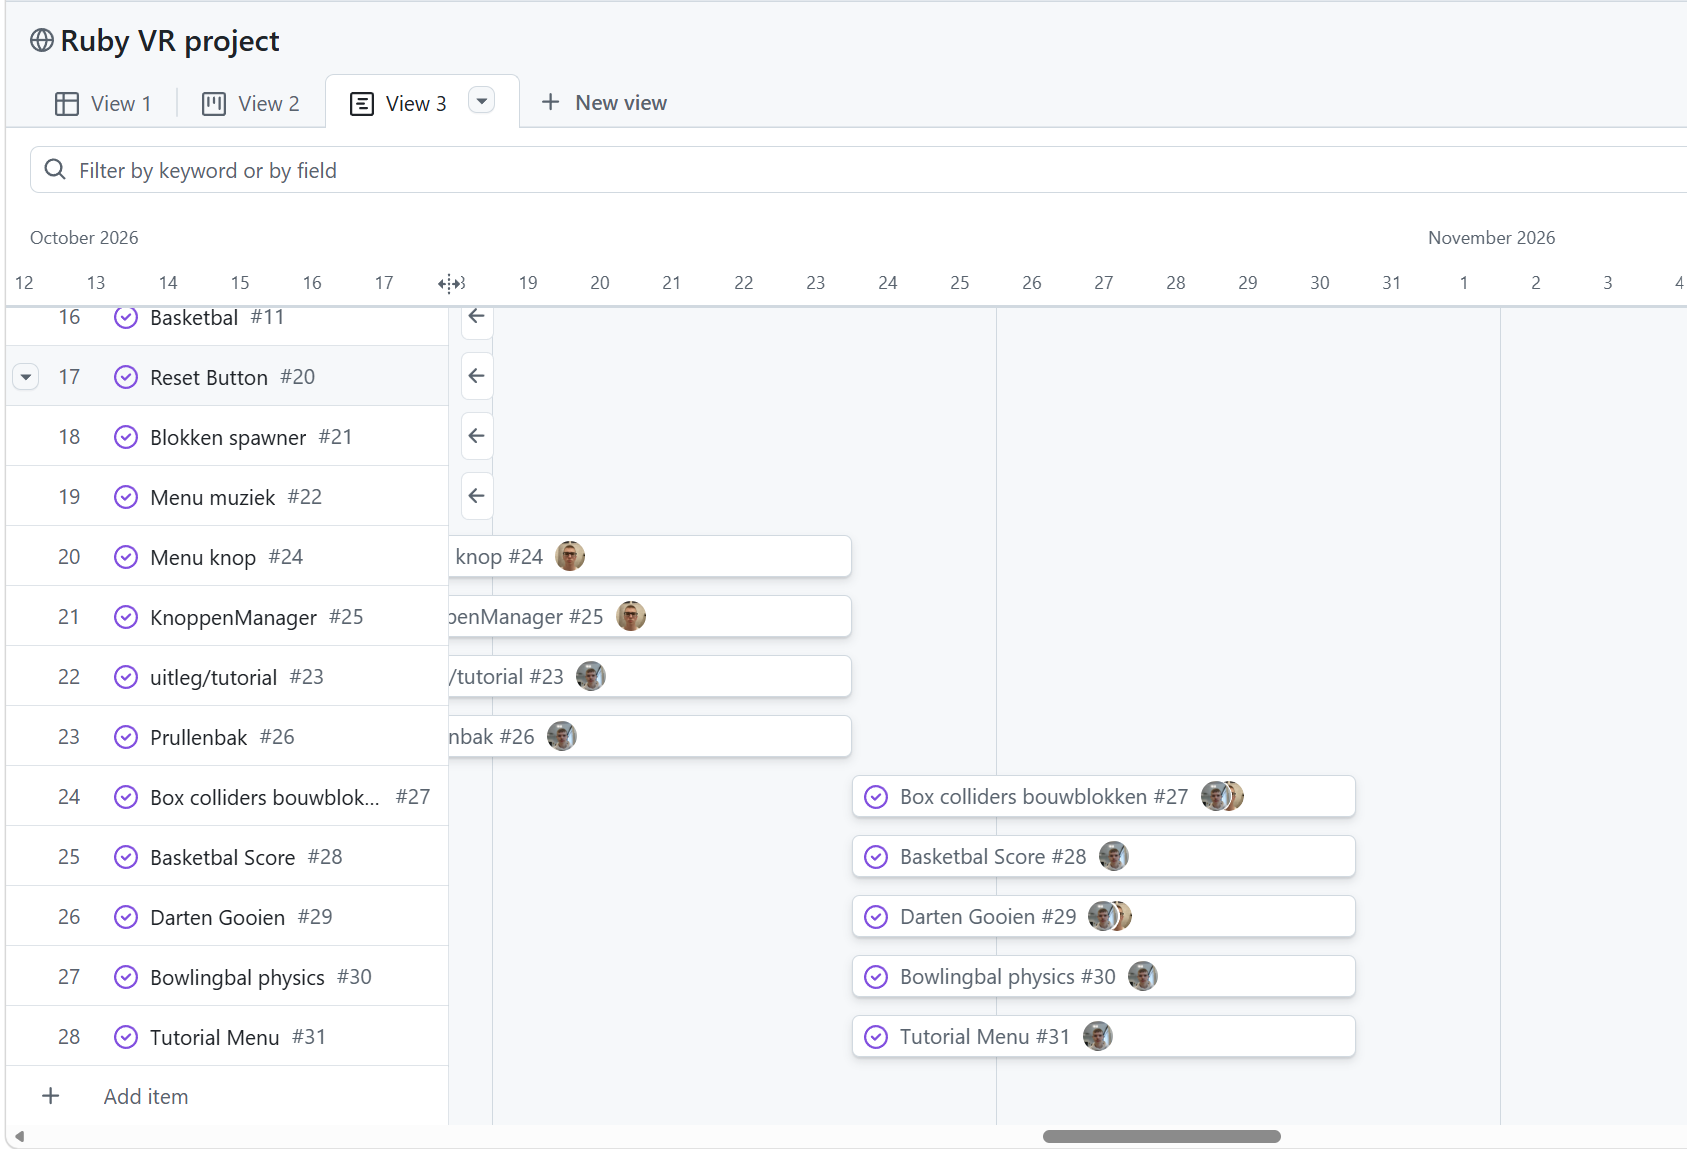 Ruby VR project
View 1 View 2 View 3 New view
Filter by keyword or by field
October 2026 November 2026
12 13 14 15 16 17 19 20 21 22 23 24 25 26 27 28 29 30 31 1 2 3 4
16 Basketbal #11
17 Reset Button #20
18 Blokken spawner #21
19 Menu muziek #22
20 Menu knop #24 knop #24
21 KnoppenManager #25 penManager #25
22 uitleg/tutorial #23 /tutorial #23
23 Prullenbak #26 nbak #26
24 Box colliders bouwblok... #27 Box colliders bouwblokken #27
25 Basketbal Score #28 Basketbal Score #28
26 Darten Gooien #29 Darten Gooien #29
27 Bowlingbal physics #30 Bowlingbal physics #30
28 Tutorial Menu #31 Tutorial Menu #31
Add item